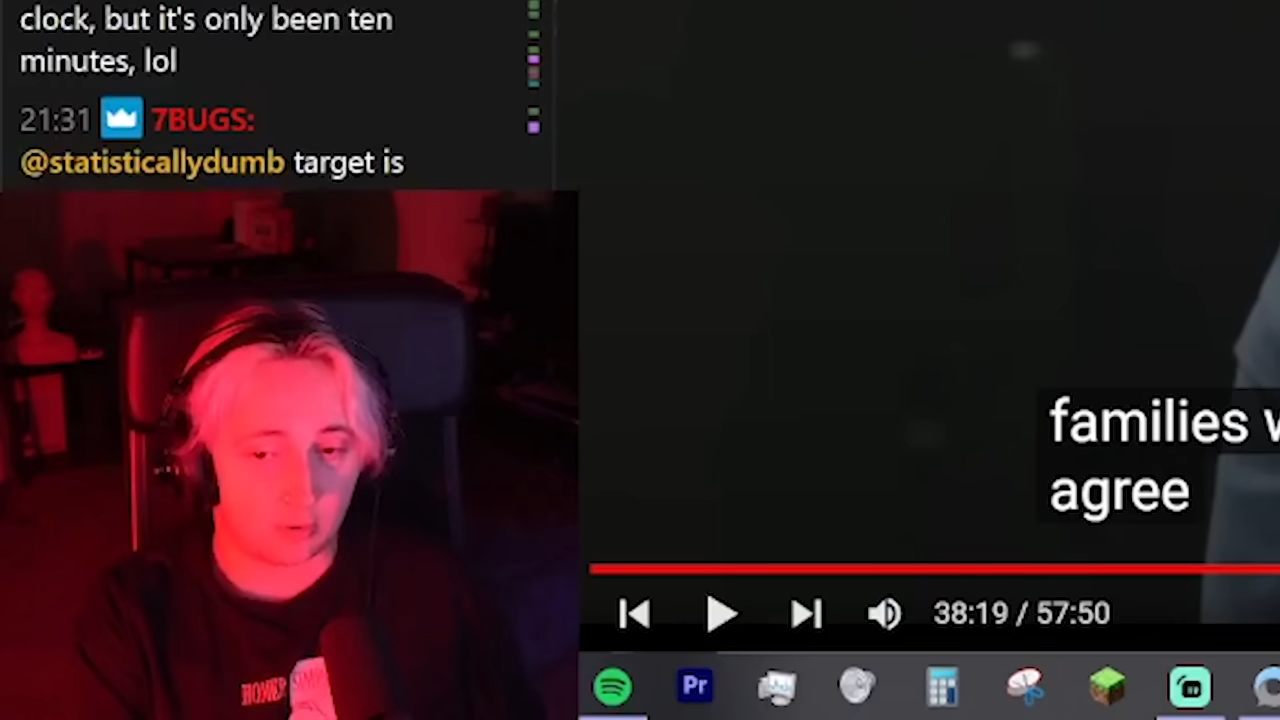 clock, but it's only been ten
minutes, lol
21:31 7BUGS:
@statisticallydumb target is
families
agree
38:19 / 57:50
Pr